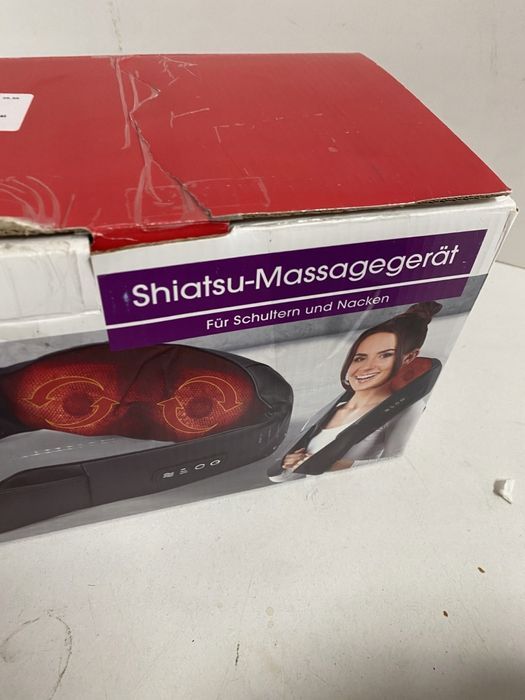 Shiatsu-Massagegerät
Für Schultern und Nacken